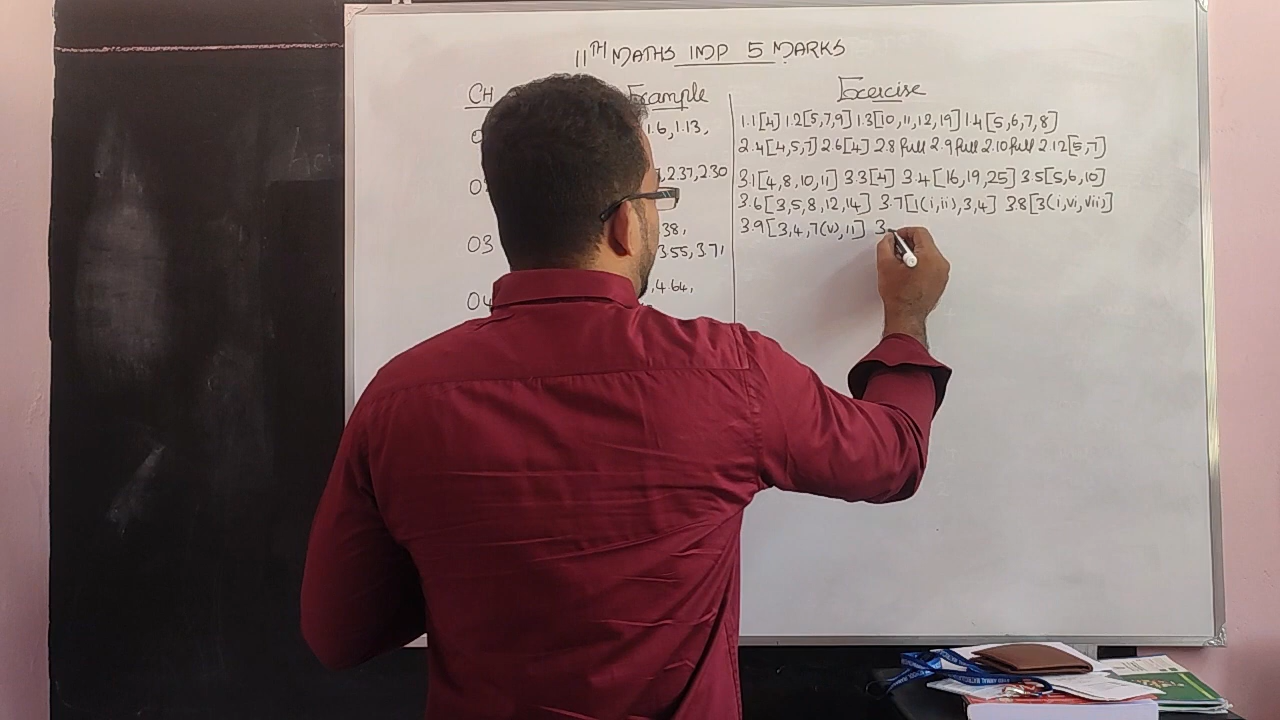 11TH MATHS IMP 5 MARKS
CH Example Exercise
1.6, 1.13,
1.1[4] 1.2[5,7,9] 1.3[10,11,12,19] 1.4[5,6,7,8]
2.4[4,5,7] 2.6[4] 2.8 full 2.9 full 2.10 full 2.12[5,7]
,237,230
3.1[4,8,10,11] 3.3[4] 3.4[16,19,25] 3.5[5,6,10]
3.6[3,5,8,12,14] 3.7[1(i,ii),3,4] 3.8[3(i,vi,vii)]
03 38,
3.9[3,4,7(v),11] 3.
355, 371
04 , 4.64,